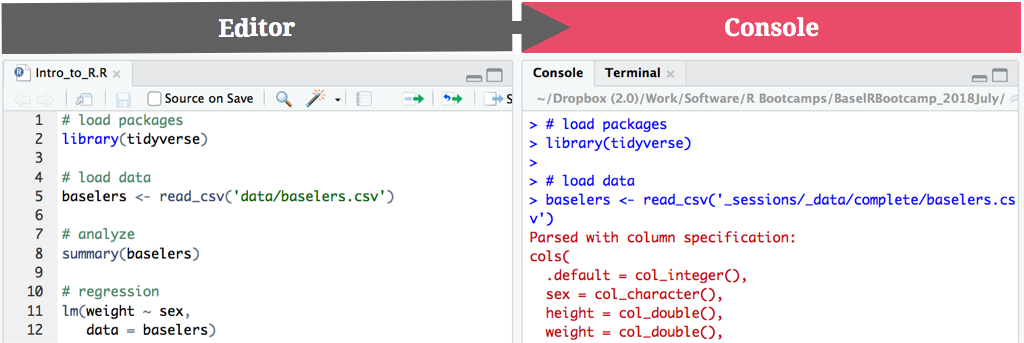 Editor
Console
Intro_to_R.R
Source on Save
1 # load packages
2 library(tidyverse)
3
4 # load data
5 baselers <- read_csv('data/baselers.csv')
6
7 # analyze
8 summary(baselers)
9
10 # regression
11 lm(weight ~ sex,
12    data = baselers)
Console Terminal
~/Dropbox (2.0)/Work/Software/R Bootcamps/BaselRBootcamp_2018July/
> # load packages
> library(tidyverse)
>
> # load data
> baselers <- read_csv('_sessions/_data/complete/baselers.cs
v')
Parsed with column specification:
cols(
  .default = col_integer(),
  sex = col_character(),
  height = col_double(),
  weight = col_double(),